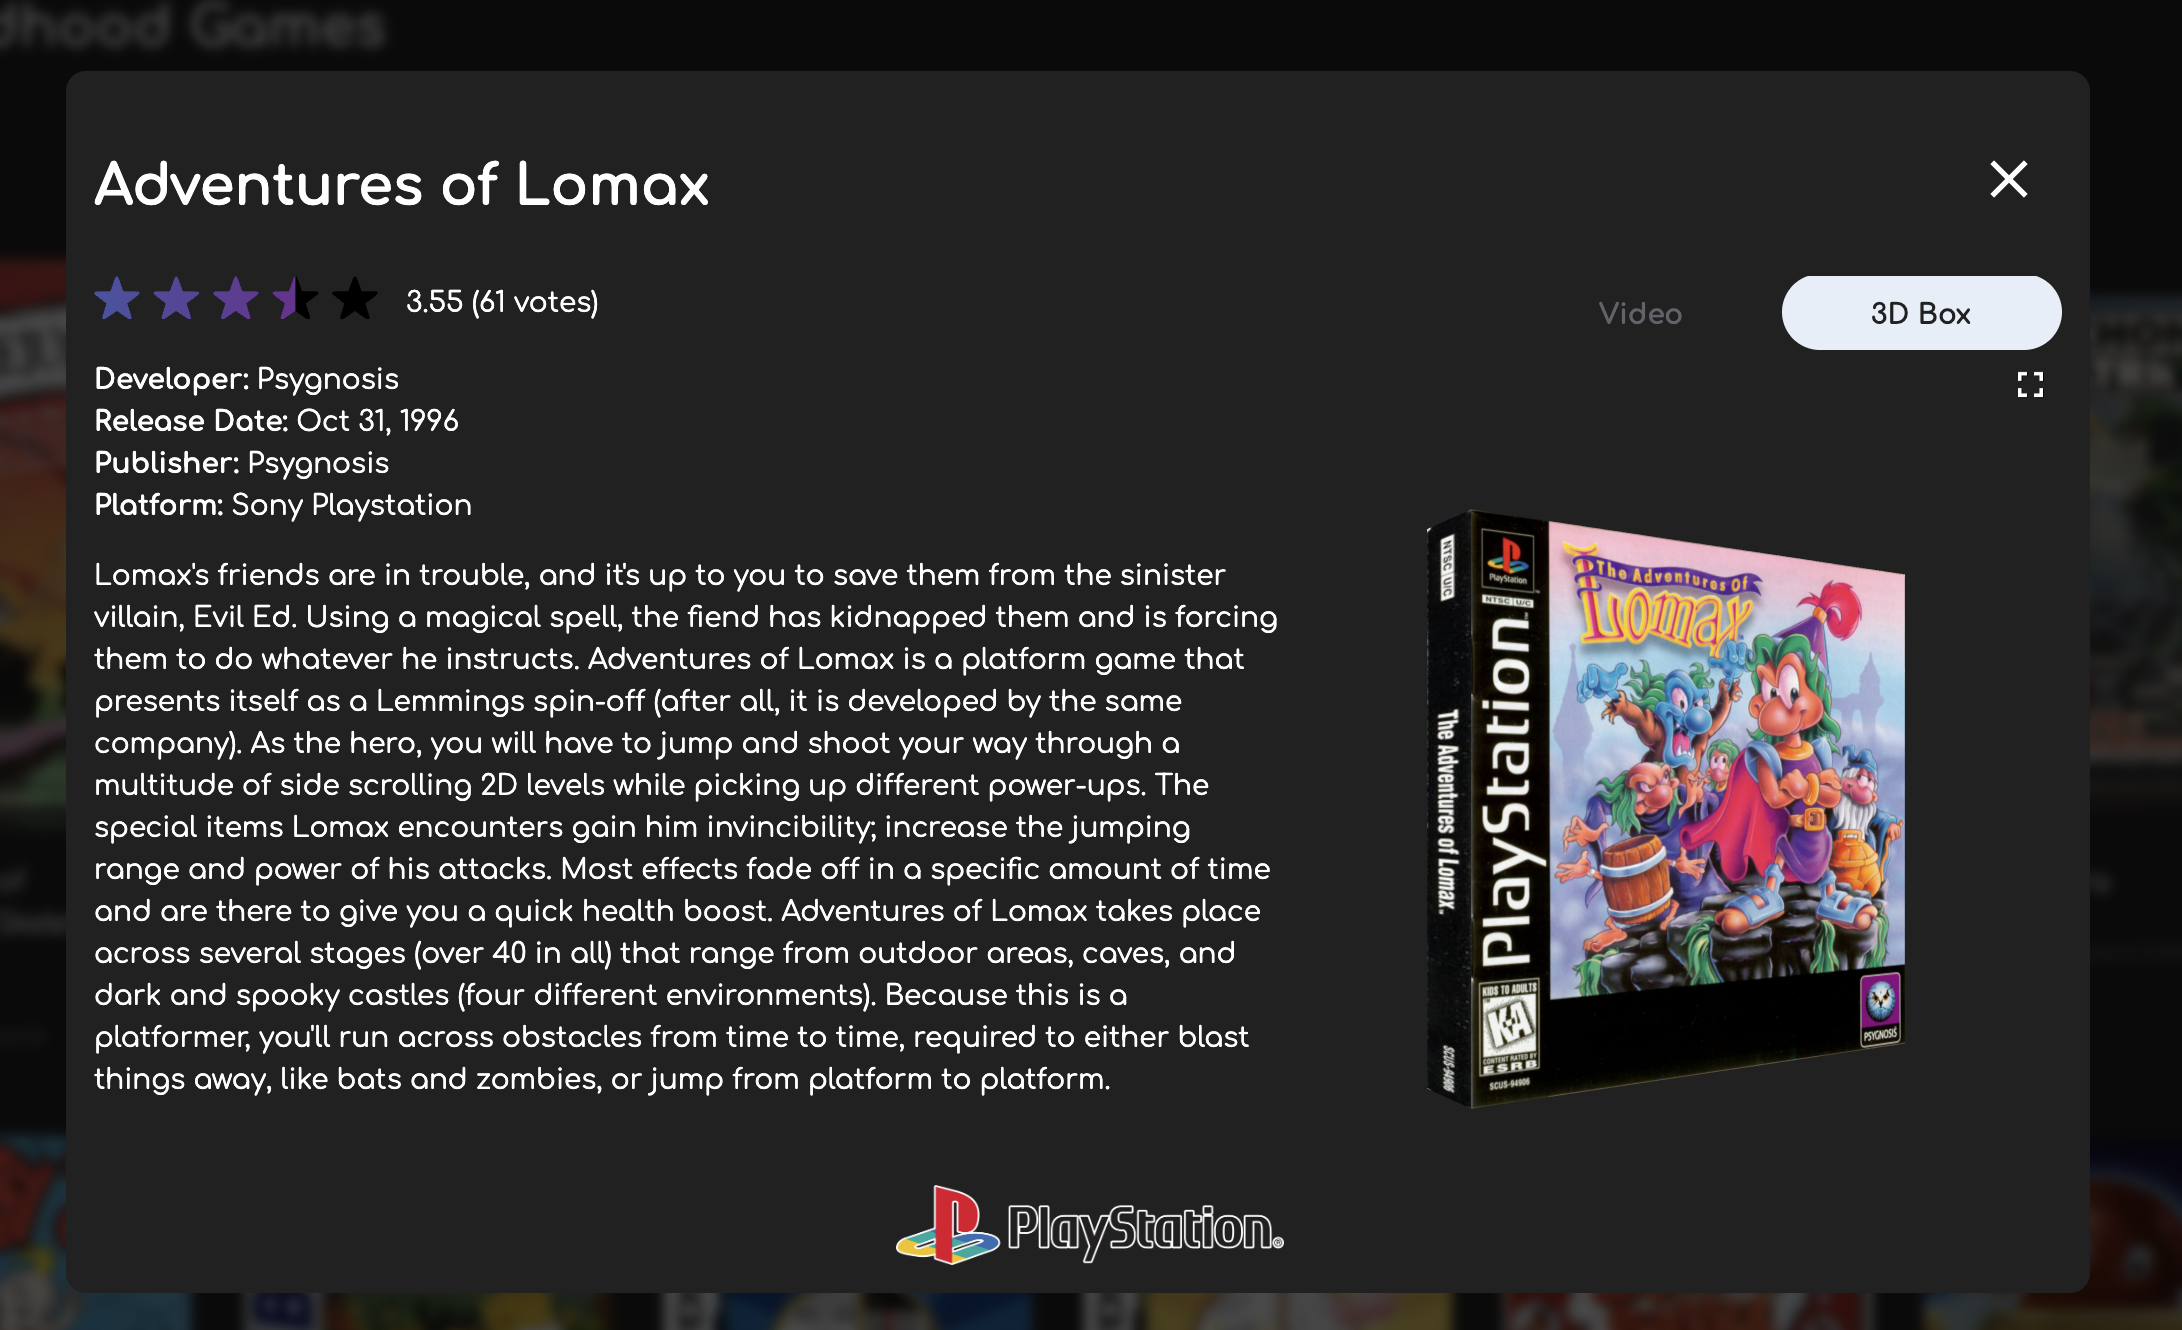 dhood Games
Adventures of Lomax
3.55 (61 votes)
Video
3D Box
Developer: Psygnosis
Release Date: Oct 31, 1996
Publisher: Psygnosis
Platform: Sony Playstation
Lomax's friends are in trouble, and it's up to you to save them from the sinister
villain, Evil Ed. Using a magical spell, the fiend has kidnapped them and is forcing
them to do whatever he instructs. Adventures of Lomax is a platform game that
presents itself as a Lemmings spin-off (after all, it is developed by the same
company). As the hero, you will have to jump and shoot your way through a
multitude of side scrolling 2D levels while picking up different power-ups. The
special items Lomax encounters gain him invincibility; increase the jumping
range and power of his attacks. Most effects fade off in a specific amount of time
and are there to give you a quick health boost. Adventures of Lomax takes place
across several stages (over 40 in all) that range from outdoor areas, caves, and
dark and spooky castles (four different environments). Because this is a
platformer, you'll run across obstacles from time to time, required to either blast
things away, like bats and zombies, or jump from platform to platform.
NTSC U/C
The Adventures of Lomax.
SCUS-94906
PlayStation
NTSC U/C
PlayStation
KIDS TO ADULTS
K-A
CONTENT RATED BY
ESRB
SCUS-94906
The Adventures Of
Lomax
PSYGNOSIS
PlayStation®